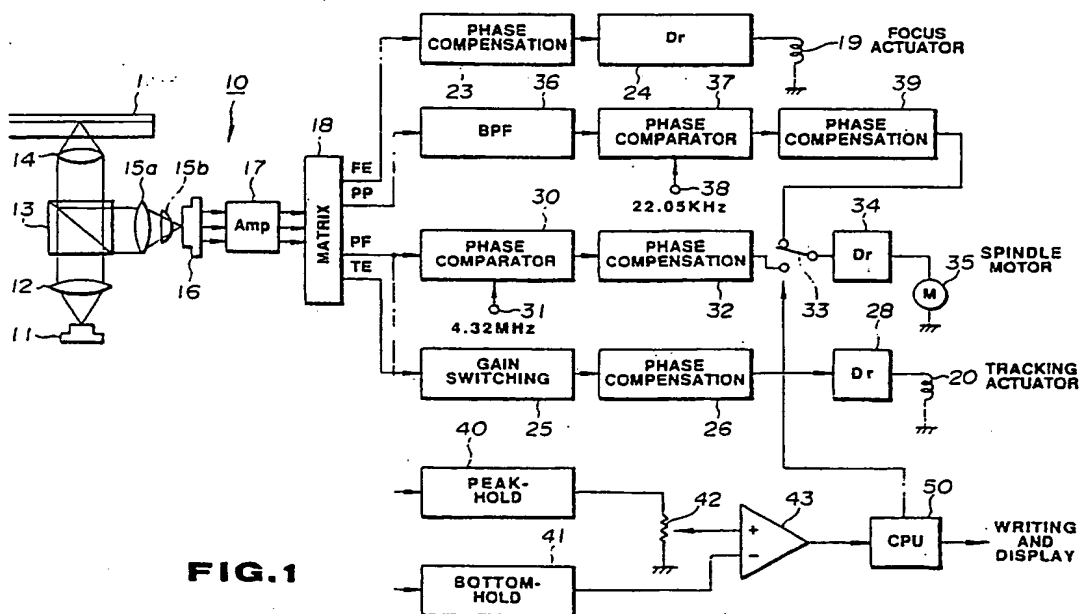 PHASE
COMPENSATION
23
Dr
24
19
FOCUS
ACTUATOR
1
10
36
37
39
BPF
PHASE
COMPARATOR
PHASE
COMPENSATION
38
22.05KHz
14
15a
15b
17
18
13
Amp
MATRIX
16
12
11
FE
PP
PF
TE
30
PHASE
COMPARATOR
31
4.32MHz
PHASE
COMPENSATION
32
33
34
Dr
35
M
SPINDLE
MOTOR
GAIN
SWITCHING
25
PHASE
COMPENSATION
26
28
Dr
20
TRACKING
ACTUATOR
40
PEAK-
HOLD
42
43
+
−
50
CPU
WRITING
AND
DISPLAY
41
BOTTOM-
HOLD
FIG.1